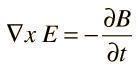 ∇x E = − ∂B/∂t